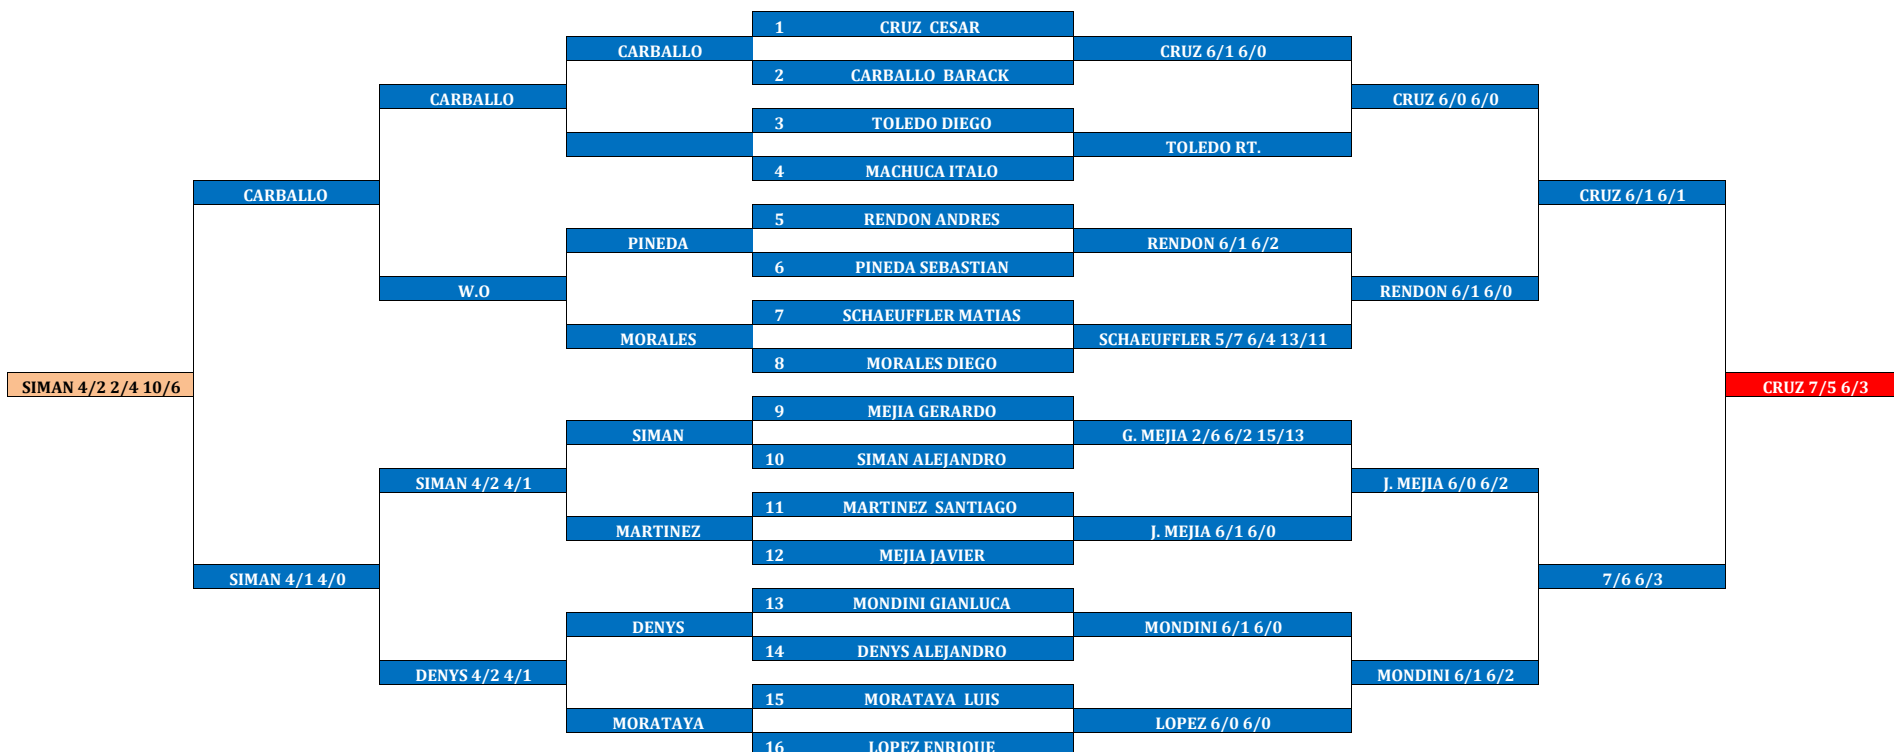 1 CRUZ CESAR
CARBALLO CRUZ 6/1 6/0
2 CARBALLO BARACK
CARBALLO CRUZ 6/0 6/0
3 TOLEDO DIEGO
TOLEDO RT.
4 MACHUCA ITALO
CARBALLO CRUZ 6/1 6/1
5 RENDON ANDRES
PINEDA RENDON 6/1 6/2
6 PINEDA SEBASTIAN
W.O RENDON 6/1 6/0
7 SCHAEUFFLER MATIAS
MORALES SCHAEUFFLER 5/7 6/4 13/11
8 MORALES DIEGO
SIMAN 4/2 2/4 10/6 CRUZ 7/5 6/3
9 MEJIA GERARDO
SIMAN G. MEJIA 2/6 6/2 15/13
10 SIMAN ALEJANDRO
SIMAN 4/2 4/1 J. MEJIA 6/0 6/2
11 MARTINEZ SANTIAGO
MARTINEZ J. MEJIA 6/1 6/0
12 MEJIA JAVIER
SIMAN 4/1 4/0 7/6 6/3
13 MONDINI GIANLUCA
DENYS MONDINI 6/1 6/0
14 DENYS ALEJANDRO
DENYS 4/2 4/1 MONDINI 6/1 6/2
15 MORATAYA LUIS
MORATAYA LOPEZ 6/0 6/0
16 LOPEZ ENRIQUE